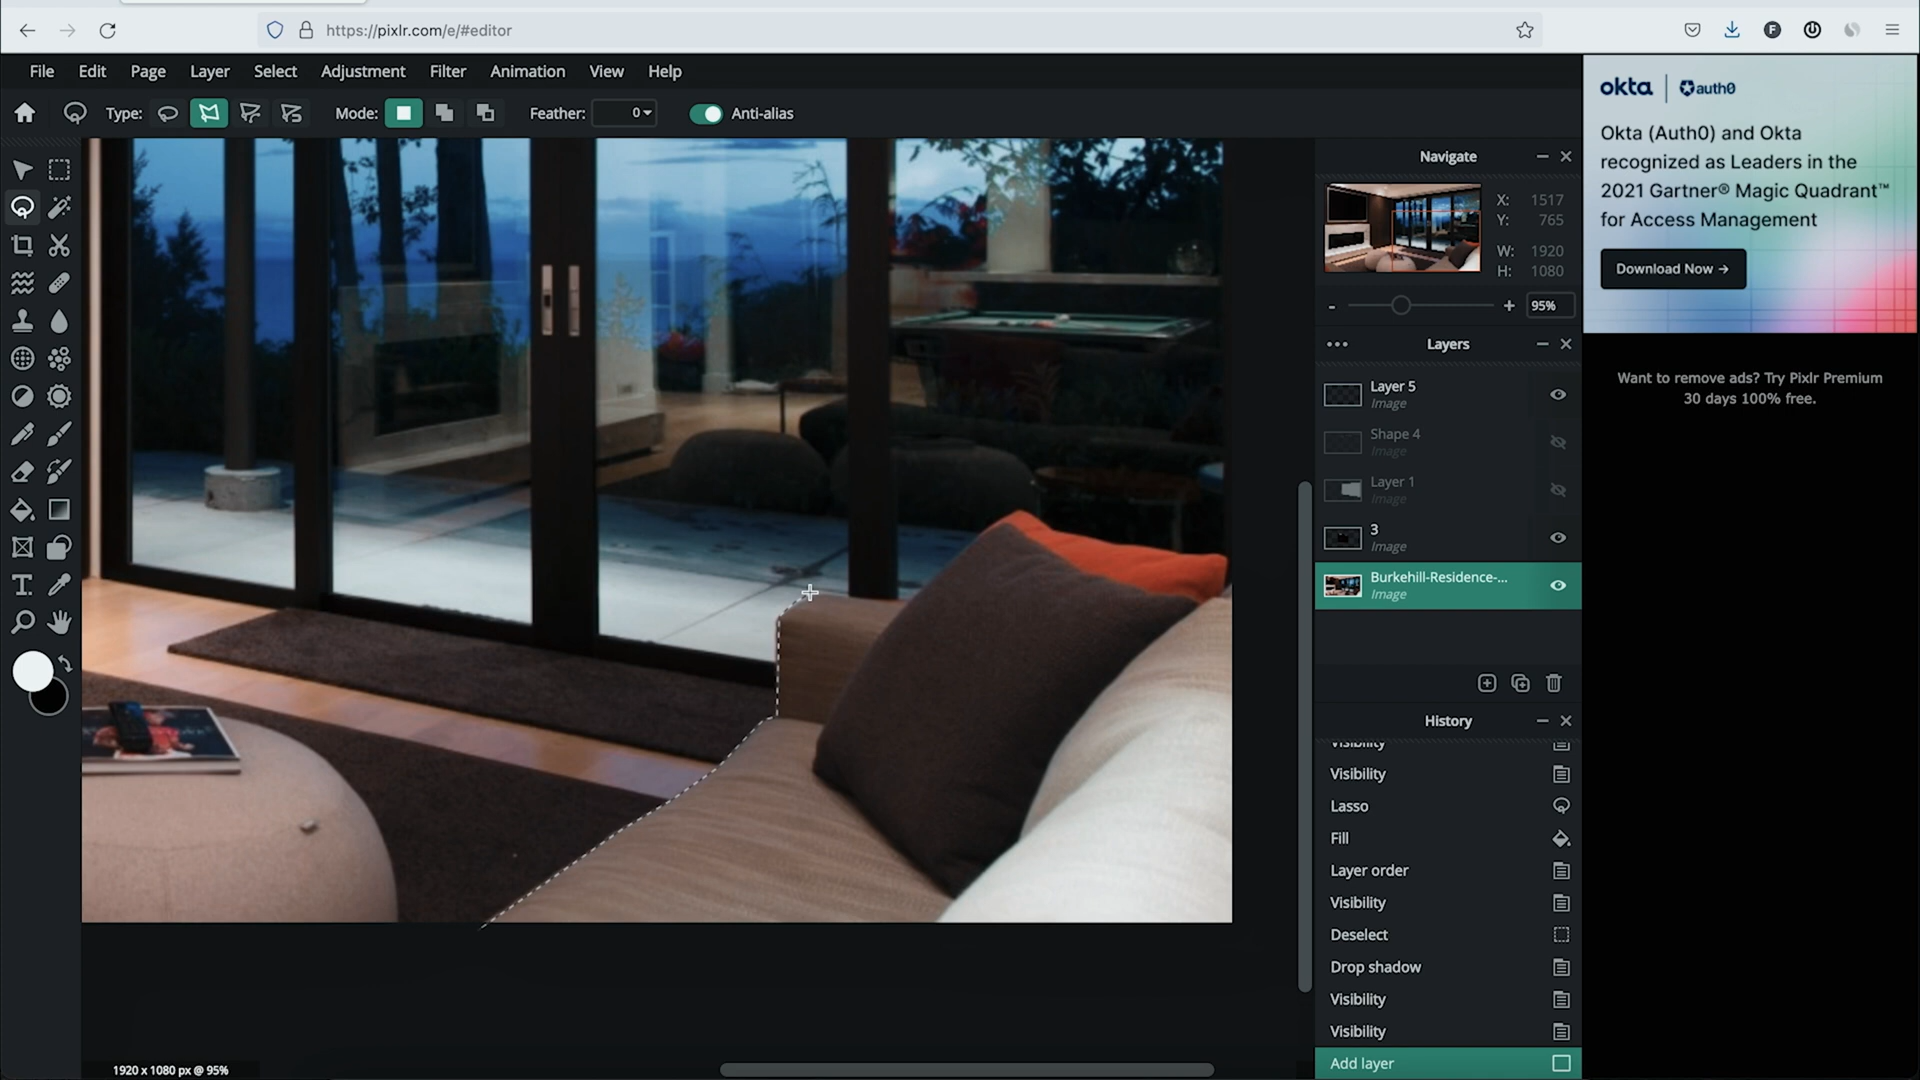 https://pixlr.com/e/#editor
File Edit Page Layer Select Adjustment Filter Animation View Help
Type: Mode: Feather: 0 Anti-alias
Navigate
X: 1517
Y: 765
W: 1920
H: 1080
- + 95%
Layers
Layer 5
Image
Shape 4
Image
Layer 1
Image
3
Image
Burkehill-Residence-...
Image
History
Visibility
Visibility
Lasso
Fill
Layer order
Visibility
Deselect
Drop shadow
Visibility
Visibility
Add layer
1920 x 1080 px @ 95%
okta auth0
Okta (Auth0) and Okta
recognized as Leaders in the
2021 Gartner® Magic Quadrant™
for Access Management
Download Now →
Want to remove ads? Try Pixlr Premium
30 days 100% free.